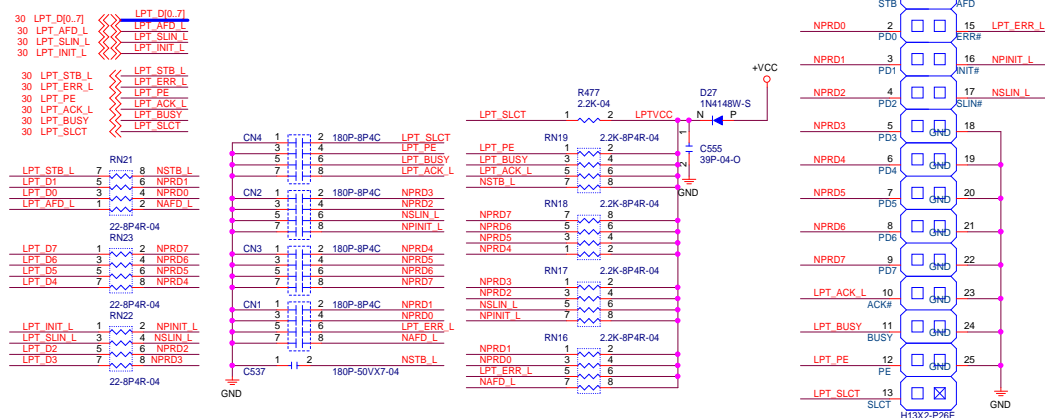 30 LPT_D[0..7] LPT_D[0..7]
30 LPT_AFD_L LPT_AFD_L
30 LPT_SLIN_L LPT_SLIN_L
30 LPT_INIT_L LPT_INIT_L
30 LPT_STB_L LPT_STB_L
30 LPT_ERR_L LPT_ERR_L
30 LPT_PE LPT_PE
30 LPT_ACK_L LPT_ACK_L
30 LPT_BUSY LPT_BUSY
30 LPT_SLCT LPT_SLCT
RN21
LPT_STB_L 7 8 NSTB_L
LPT_D1 5 6 NPRD1
LPT_D0 3 4 NPRD0
LPT_AFD_L 1 2 NAFD_L
22-8P4R-04
RN23
LPT_D7 1 2 NPRD7
LPT_D6 3 4 NPRD6
LPT_D5 5 6 NPRD5
LPT_D4 7 8 NPRD4
22-8P4R-04
RN22
LPT_INIT_L 1 2 NPINIT_L
LPT_SLIN_L 3 4 NSLIN_L
LPT_D2 5 6 NPRD2
LPT_D3 7 8 NPRD3
22-8P4R-04
CN4 1 2 180P-8P4C LPT_SLCT
3 4 LPT_PE
5 6 LPT_BUSY
7 8 LPT_ACK_L
CN2 1 2 180P-8P4C NPRD3
3 4 NPRD2
5 6 NSLIN_L
7 8 NPINIT_L
CN3 1 2 180P-8P4C NPRD4
3 4 NPRD5
5 6 NPRD6
7 8 NPRD7
CN1 1 2 180P-8P4C NPRD1
3 4 NPRD0
5 6 LPT_ERR_L
7 8 NAFD_L
1 2 NSTB_L
C537 180P-50VX7-04
GND
R477
2.2K-04
LPT_SLCT 1 2 LPTVCC
D27
1N4148W-S
N P
+VCC
1
C555
39P-04-O
2
GND
RN19 2.2K-8P4R-04
LPT_PE 1 2
LPT_BUSY 3 4
LPT_ACK_L 5 6
NSTB_L 7 8
RN18 2.2K-8P4R-04
NPRD7 7 8
NPRD6 5 6
NPRD5 3 4
NPRD4 1 2
RN17 2.2K-8P4R-04
NPRD3 1 2
NPRD2 3 4
NSLIN_L 5 6
NPINIT_L 7 8
RN16 2.2K-8P4R-04
NPRD1 1 2
NPRD0 3 4
LPT_ERR_L 5 6
NAFD_L 7 8
STB AFD
NPRD0 2 15 LPT_ERR_L
PD0 ERR#
NPRD1 3 16 NPINIT_L
PD1 INIT#
NPRD2 4 17 NSLIN_L
PD2 SLIN#
NPRD3 5 18
PD3 GND
NPRD4 6 GND 19
PD4
NPRD5 7 GND 20
PD5
NPRD6 8 GND 21
PD6
NPRD7 9 GND 22
PD7
LPT_ACK_L 10 GND 23
ACK#
LPT_BUSY 11 GND 24
BUSY
LPT_PE 12 GND 25
PE
LPT_SLCT 13
SLCT GND
H13X2-P26E